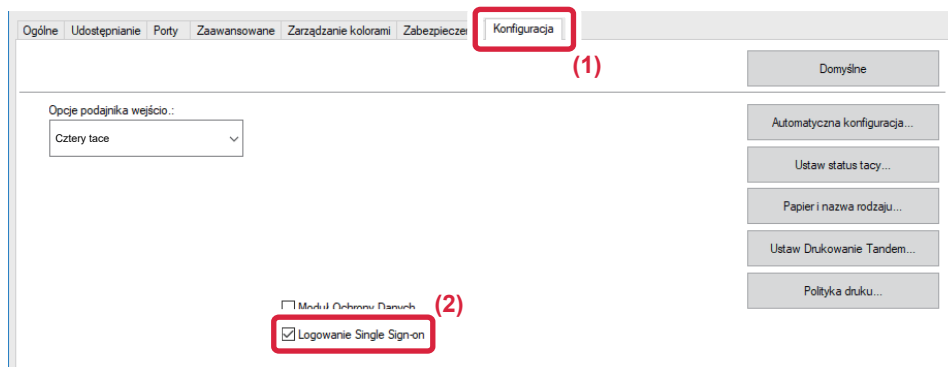 Ogólne Udostępnianie Porty Zaawansowane Zarządzanie kolorami Konfiguracja
(1)
Domyślne
Opcje podajnika wejścio.:
Cztery tace
Automatyczna konfiguracja...
Ustaw status tacy...
Papier i nazwa rodzaju...
Ustaw Drukowanie Tandem...
Polityka druku...
Moduł Ochrony Danych
(2)
Logowanie Single Sign-on